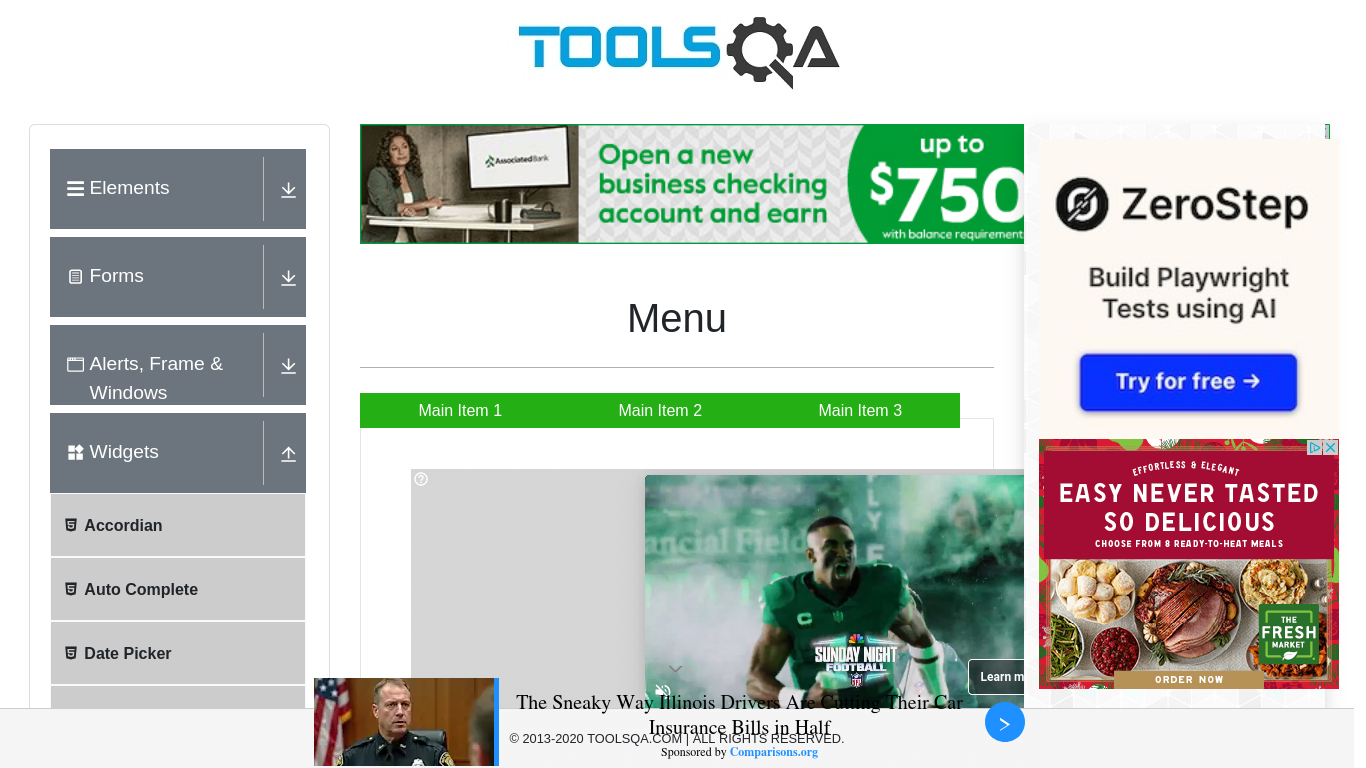 TOOLSQA
Elements
Forms
Alerts, Frame &
Windows
Widgets
Accordian
Auto Complete
Date Picker
AssociatedBank
Open a new
business checking
account and earn
up to
$750
with balance requirement
Menu
Main Item 1
Main Item 2
Main Item 3
ncial Field
SUNDAY NIGHT
FOOTBALL
Learn m
The Sneaky Way Illinois Drivers Are Cutting Their Car
Insurance Bills in Half
© 2013-2020 TOOLSQA.COM | ALL RIGHTS RESERVED.
Sponsored by Comparisons.org
ZeroStep
Build Playwright
Tests using AI
Try for free →
EFFORTLESS & ELEGANT
EASY NEVER TASTED
SO DELICIOUS
CHOOSE FROM 8 READY-TO-HEAT MEALS
THE
FRESH
MARKET
ORDER NOW